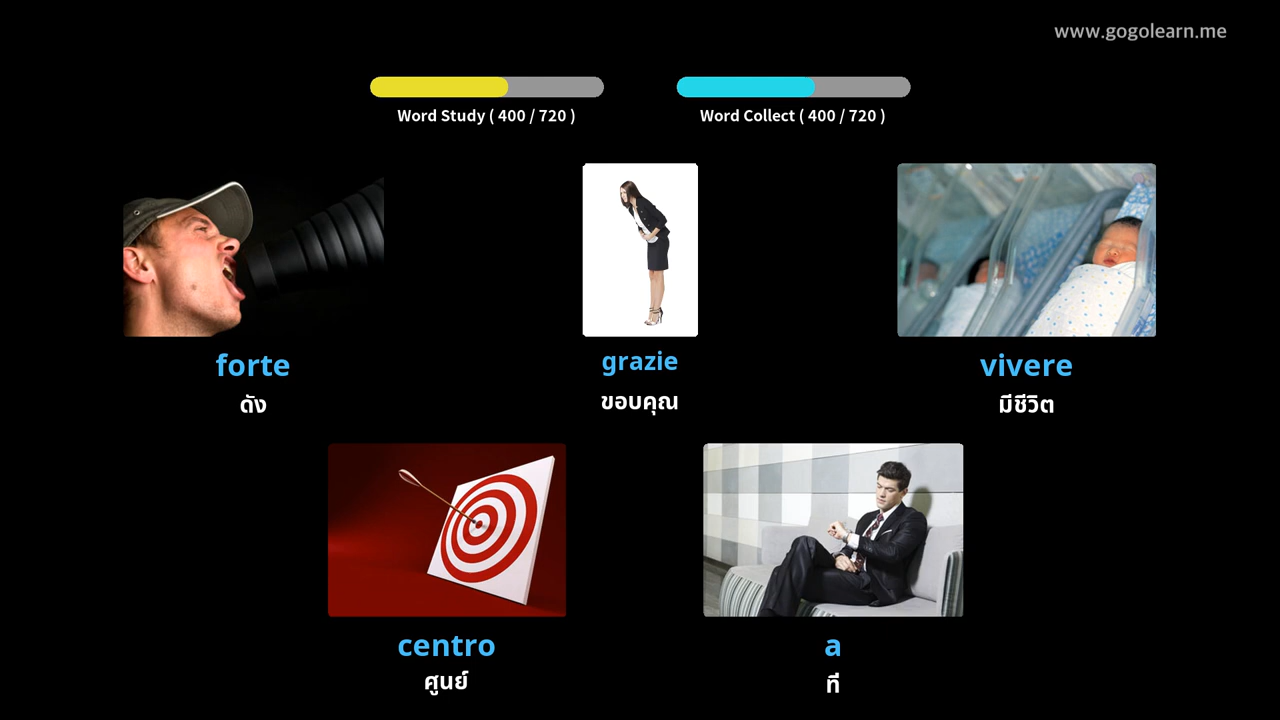 www.gogolearn.me
Word Study ( 400 / 720 )
Word Collect ( 400 / 720 )
forte
ดัง
grazie
ขอบคุณ
vivere
มีชีวิต
centro
ศูนย์
a
ที่